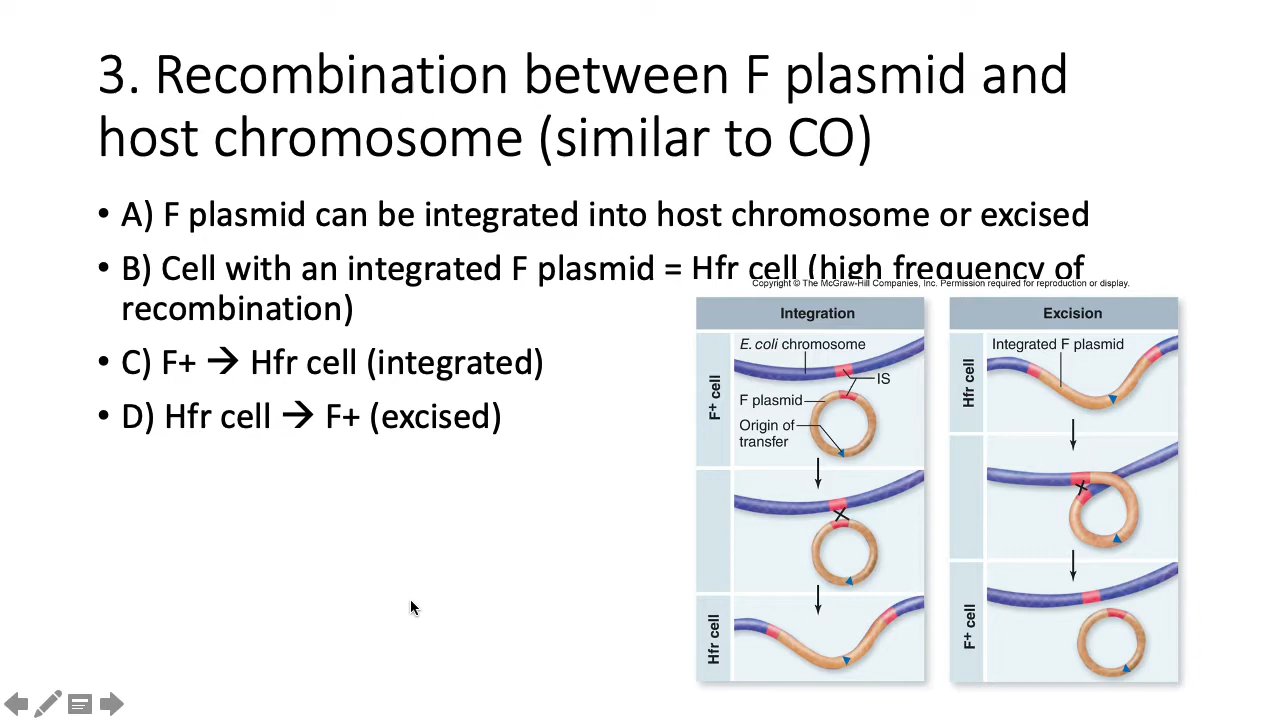 3. Recombination between F plasmid and
host chromosome (similar to CO)
• A) F plasmid can be integrated into host chromosome or excised
• B) Cell with an integrated F plasmid = Hfr cell (high frequency of
recombination)
• C) F+ → Hfr cell (integrated)
• D) Hfr cell → F+ (excised)
Copyright © The McGraw-Hill Companies, Inc. Permission required for reproduction or display.
Integration
E. coli chromosome
IS
F plasmid
Origin of
transfer
F+ cell
Hfr cell
Excision
Integrated F plasmid
Hfr cell
F+ cell